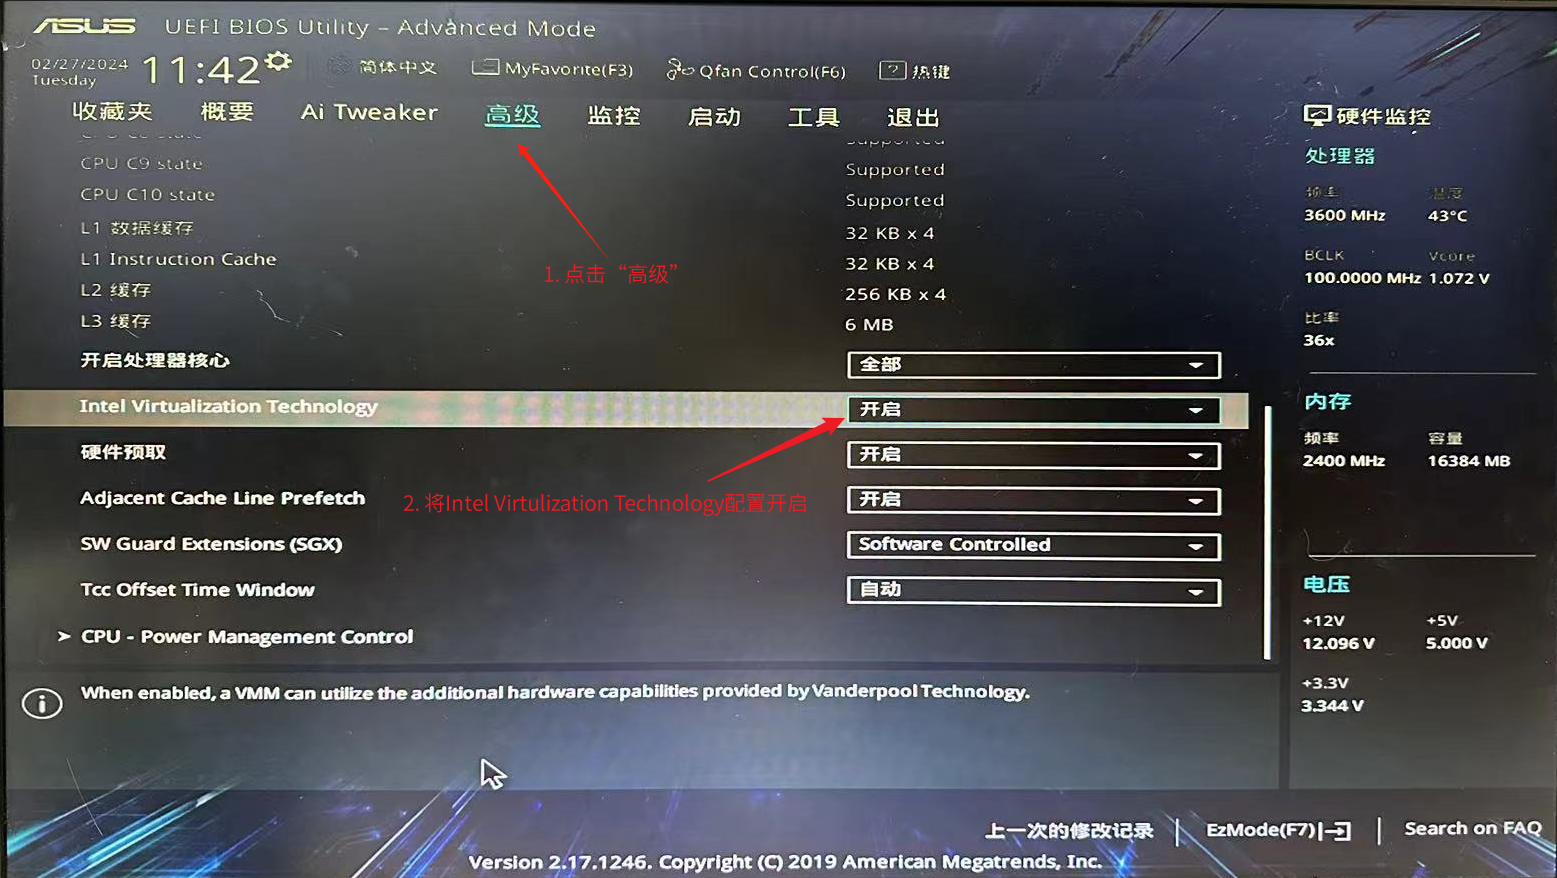 ASUS UEFI BIOS Utility – Advanced Mode
02/27/2024
Tuesday
11:42
简体中文
MyFavorite(F3)
Qfan Control(F6)
? 热键
收藏夹 概要 Ai Tweaker 高级 监控 启动 工具 退出
CPU C9 state Supported
CPU C10 state Supported
L1 数据缓存 32 KB x 4
L1 Instruction Cache 32 KB x 4
L2 缓存 256 KB x 4
L3 缓存 6 MB
开启处理器核心 全部
Intel Virtualization Technology 开启
硬件预取 开启
Adjacent Cache Line Prefetch 开启
SW Guard Extensions (SGX) Software Controlled
Tcc Offset Time Window 自动
> CPU - Power Management Control
1. 点击“高级”
2. 将Intel Virtulization Technology配置开启
When enabled, a VMM can utilize the additional hardware capabilities provided by Vanderpool Technology.
硬件监控
处理器
频率 温度
3600 MHz 43°C
BCLK Vcore
100.0000 MHz 1.072 V
比率
36x
内存
频率 容量
2400 MHz 16384 MB
电压
+12V +5V
12.096 V 5.000 V
+3.3V
3.344 V
上一次的修改记录 | EzMode(F7) | Search on FAQ
Version 2.17.1246. Copyright (C) 2019 American Megatrends, Inc.